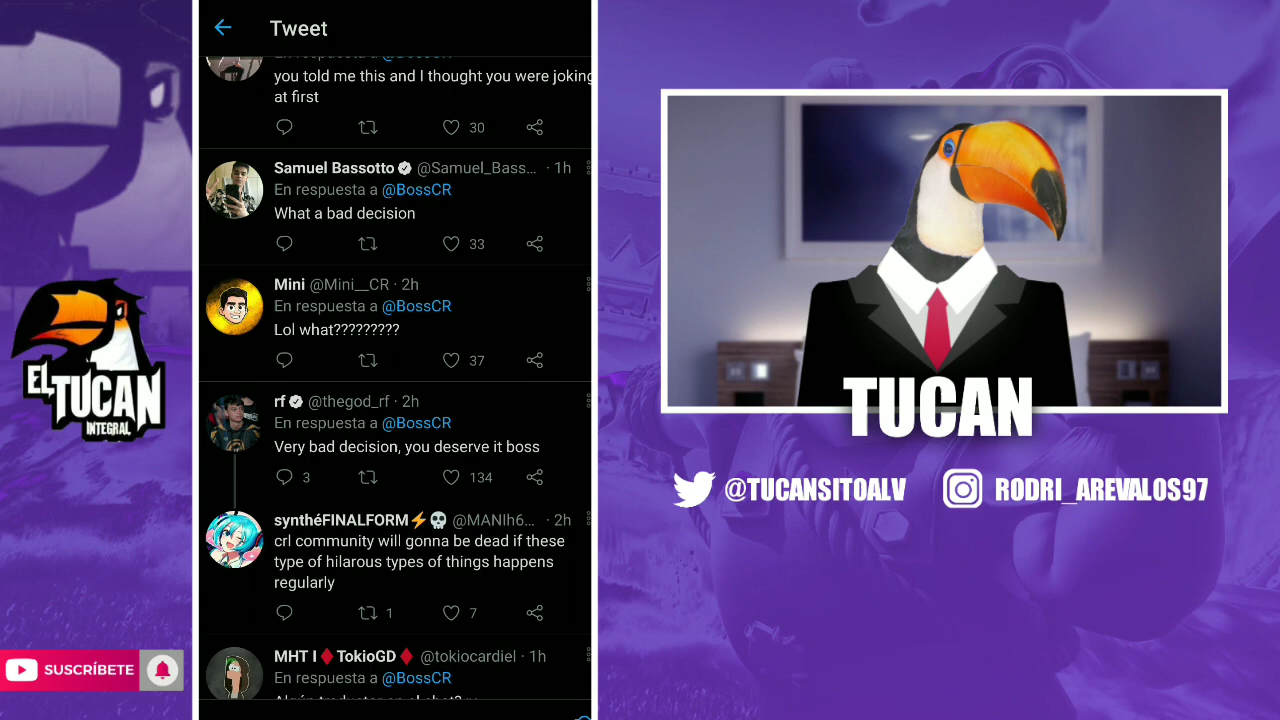 Tweet
En respuesta a @BossCR
you told me this and I thought you were joking
at first
30
Samuel Bassotto @Samuel_Bass... · 1h
En respuesta a @BossCR
What a bad decision
33
Mini @Mini__CR · 2h
En respuesta a @BossCR
Lol what?????????
37
rf @thegod_rf · 2h
En respuesta a @BossCR
Very bad decision, you deserve it boss
3 134
synthéFINALFORM⚡💀 @MANIh6... · 2h
crl community will gonna be dead if these
type of hilarous types of things happens
regularly
1 7
MHT I♦TokioGD♦ @tokiocardiel · 1h
En respuesta a @BossCR
EL
TUCAN
INTEGRAL
SUSCRÍBETE
TUCAN
@TUCANSITOALV
RODRI_AREVALOS97